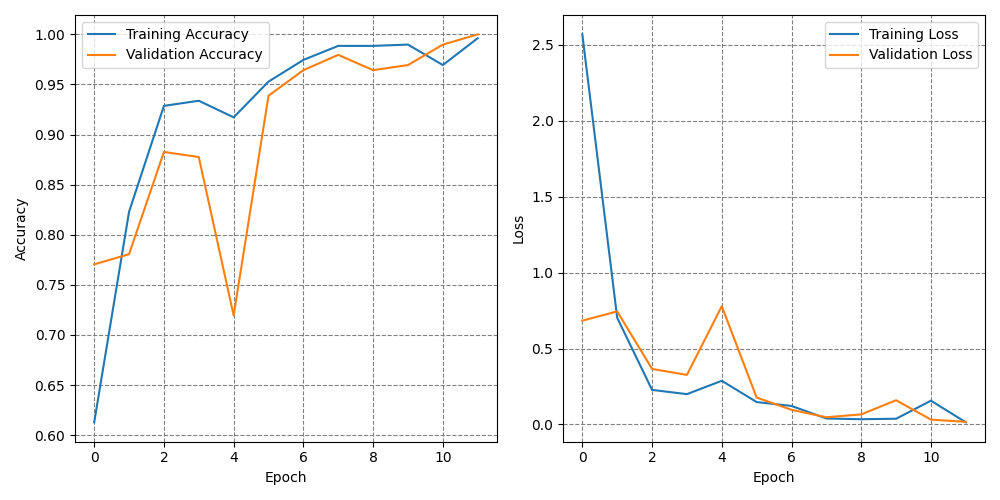 Training Accuracy
Validation Accuracy
1.00
0.95
0.90
0.85
0.80
0.75
0.70
0.65
0.60
Accuracy
0 2 4 6 8 10
Epoch
Training Loss
Validation Loss
2.5
2.0
1.5
1.0
0.5
0.0
Loss
0 2 4 6 8 10
Epoch